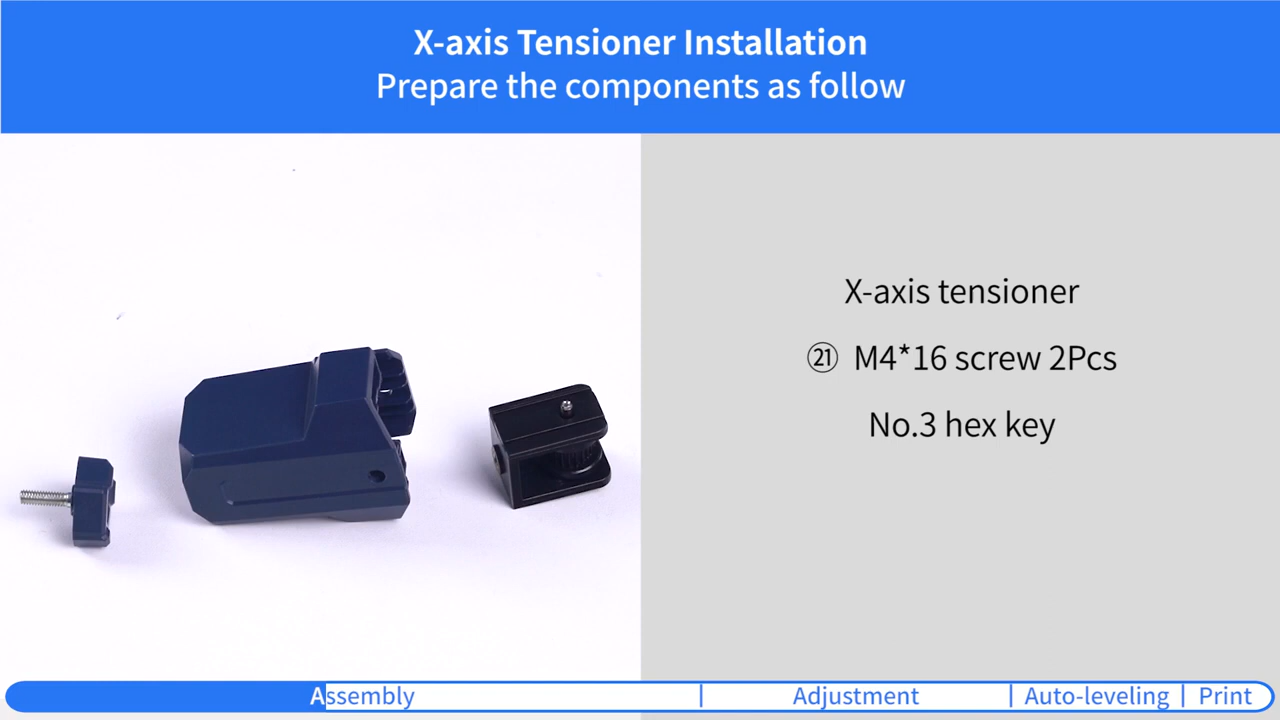 X-axis Tensioner Installation
Prepare the components as follow
X-axis tensioner
㉑ M4*16 screw 2Pcs
No.3 hex key
Assembly | Adjustment | Auto-leveling | Print